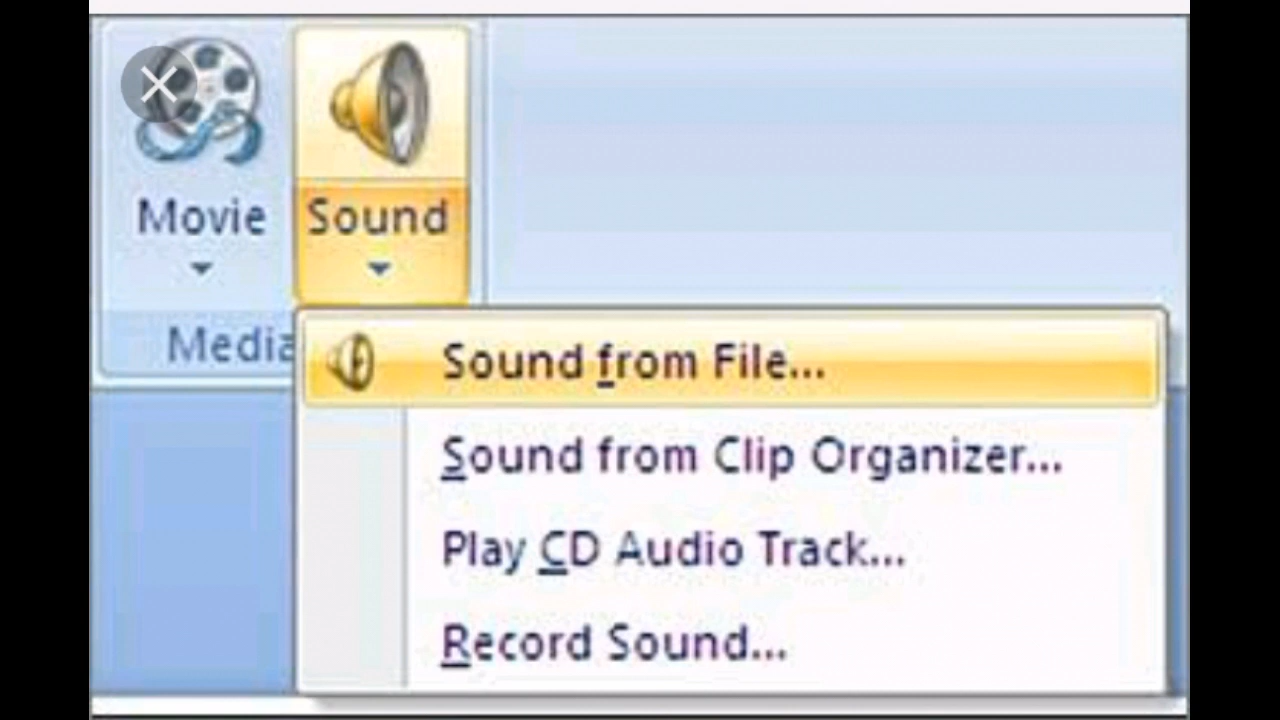 Movie
Sound
Media
Sound from File...
Sound from Clip Organizer...
Play CD Audio Track...
Record Sound...